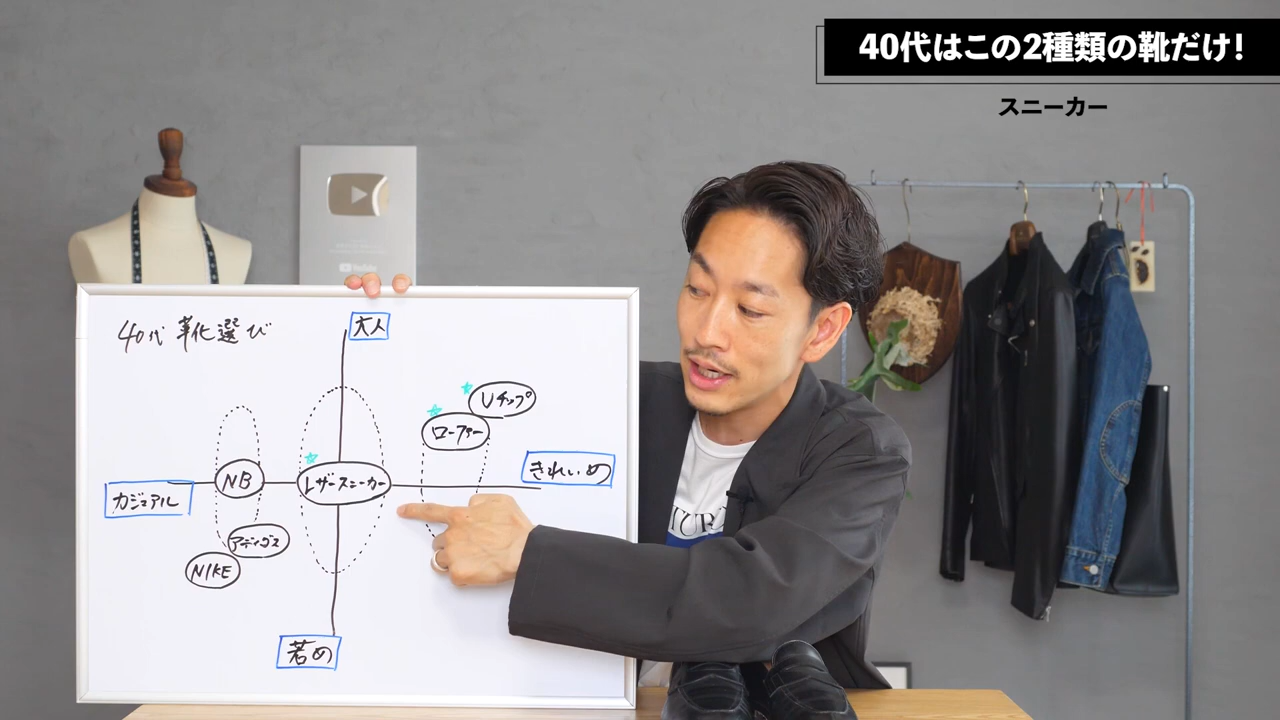 40代はこの2種類の靴だけ!
スニーカー
YouTube
40代 靴選び
大人
Uチップ
ローファー
きれいめ
NB
レザースニーカー
カジュアル
アディダス
NIKE
若め